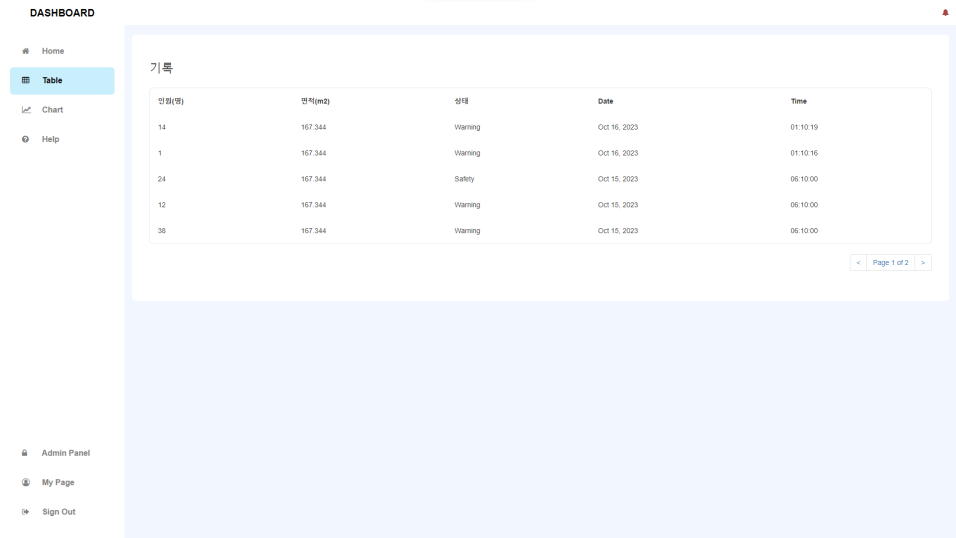 DASHBOARD
Home
Table
Chart
Help
Admin Panel
My Page
Sign Out
기록
인원(명) 면적(m2) 상태 Date Time
14 167.344 Warning Oct 16, 2023 01:10:19
1 167.344 Warning Oct 16, 2023 01:10:16
24 167.344 Safety Oct 15, 2023 06:10:00
12 167.344 Warning Oct 15, 2023 06:10:00
38 167.344 Warning Oct 15, 2023 06:10:00
< Page 1 of 2 >